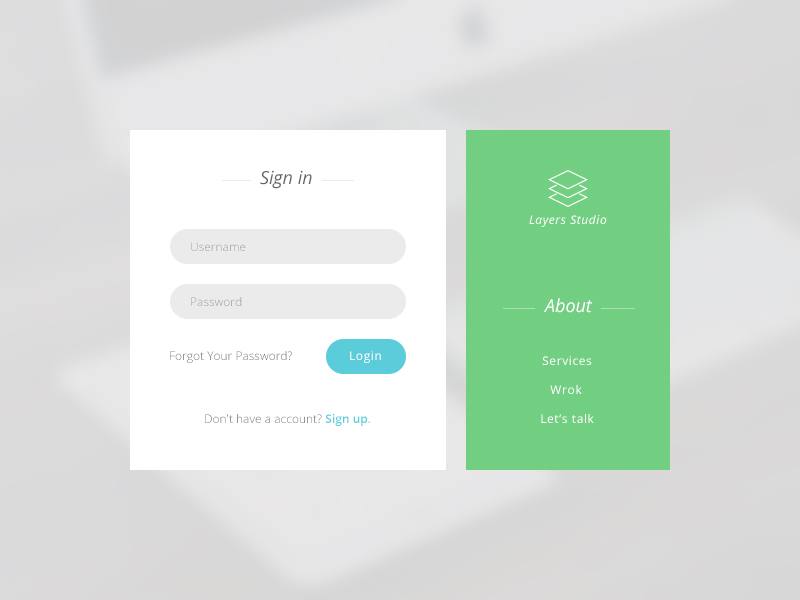 Sign in
Username
Password
Forgot Your Password?
Login
Don't have a account? Sign up.
Layers Studio
About
Services
Wrok
Let's talk